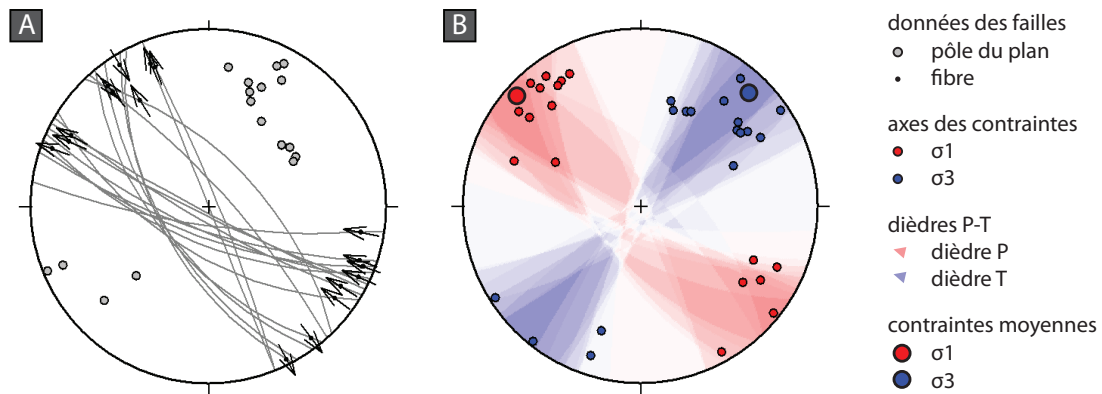 A
B
données des failles
pôle du plan
fibre
axes des contraintes
σ1
σ3
dièdres P-T
dièdre P
dièdre T
contraintes moyennes
σ1
σ3